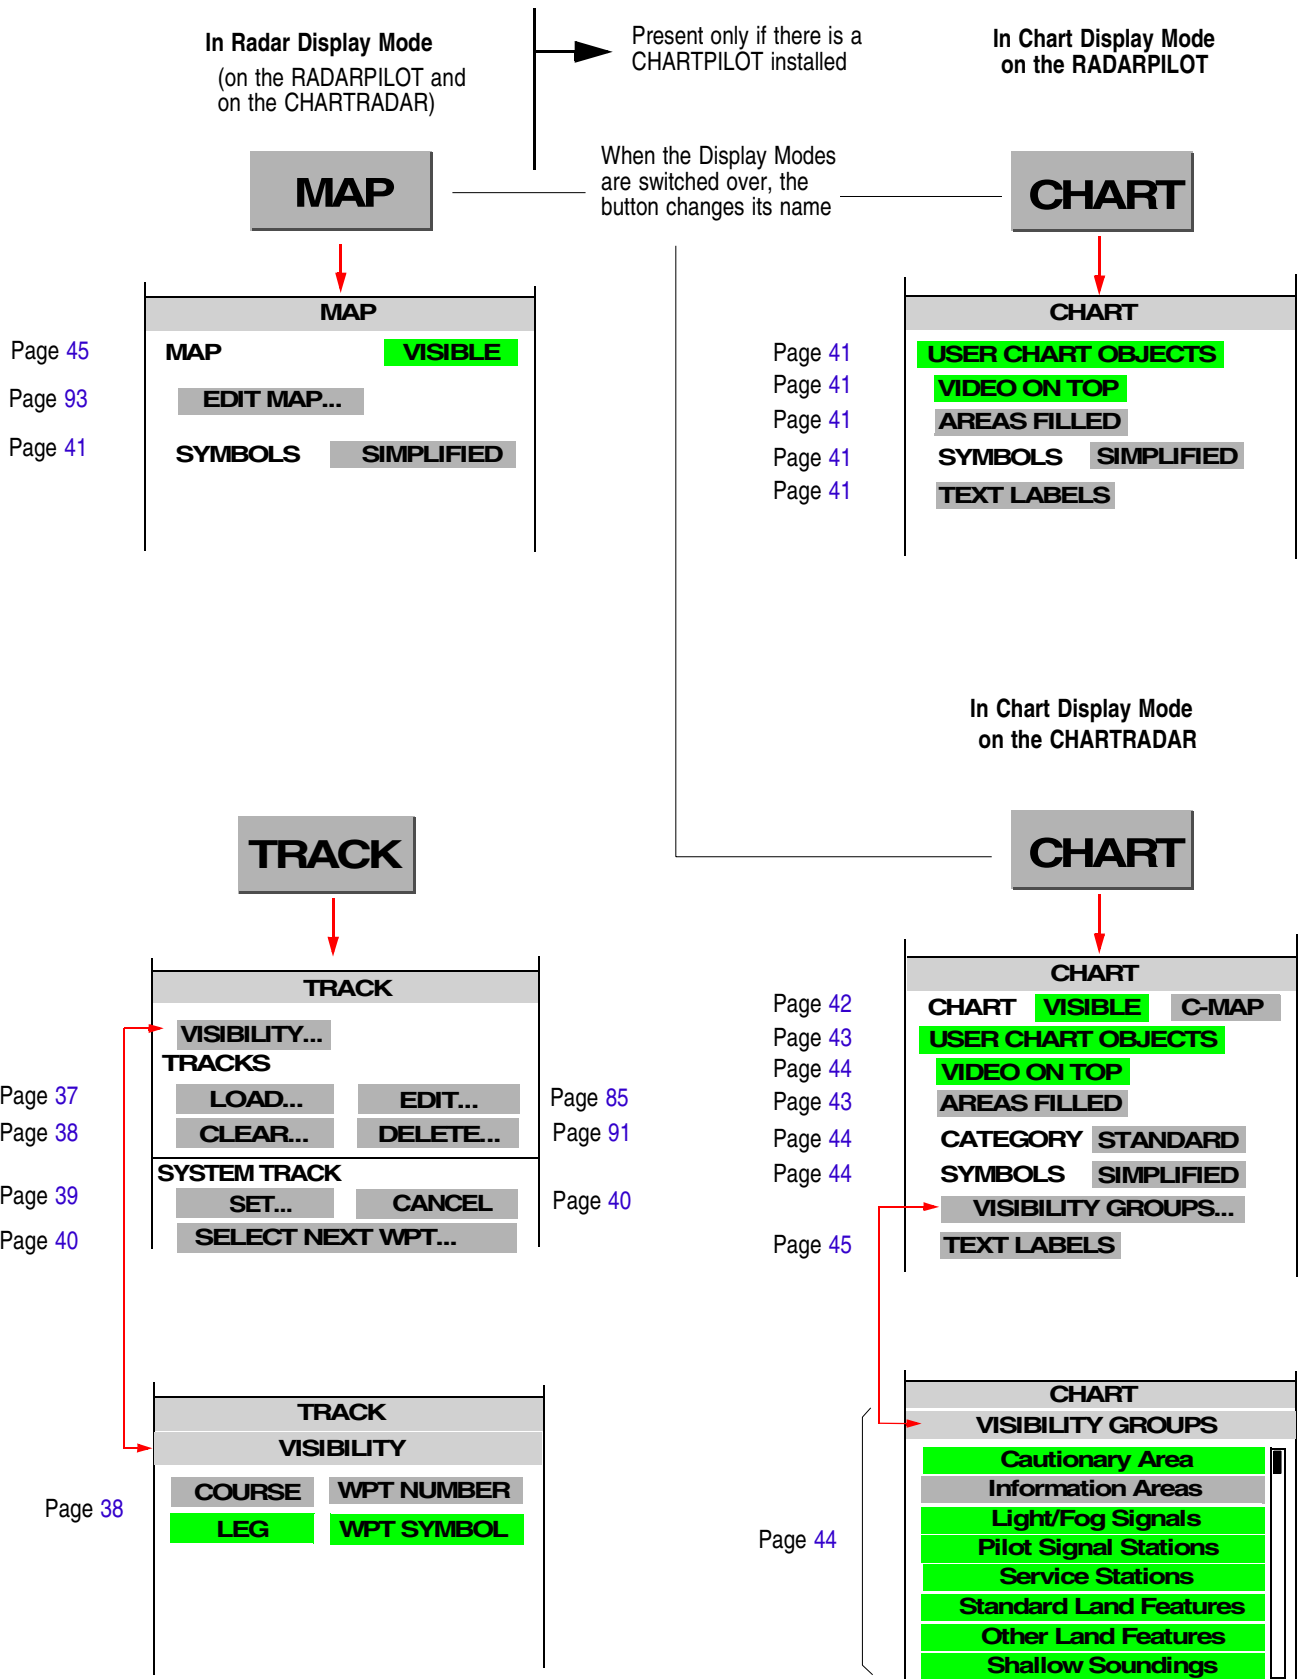 In Radar Display Mode
(on the RADARPILOT and
on the CHARTRADAR)
Present only if there is a
CHARTPILOT installed
In Chart Display Mode
on the RADARPILOT
When the Display Modes
are switched over, the
button changes its name
MAP
CHART
MAP
Page 45 MAP VISIBLE
Page 93 EDIT MAP...
Page 41 SYMBOLS SIMPLIFIED
CHART
Page 41 USER CHART OBJECTS
Page 41 VIDEO ON TOP
Page 41 AREAS FILLED
Page 41 SYMBOLS SIMPLIFIED
Page 41 TEXT LABELS
In Chart Display Mode
on the CHARTRADAR
TRACK
CHART
TRACK
VISIBILITY...
TRACKS
Page 37 LOAD... EDIT... Page 85
Page 38 CLEAR... DELETE... Page 91
SYSTEM TRACK
Page 39 SET... CANCEL Page 40
Page 40 SELECT NEXT WPT...
CHART
Page 42 CHART VISIBLE C-MAP
Page 43 USER CHART OBJECTS
Page 44 VIDEO ON TOP
Page 43 AREAS FILLED
Page 44 CATEGORY STANDARD
Page 44 SYMBOLS SIMPLIFIED
VISIBILITY GROUPS...
Page 45 TEXT LABELS
TRACK
VISIBILITY
COURSE WPT NUMBER
Page 38
LEG WPT SYMBOL
CHART
VISIBILITY GROUPS
Cautionary Area
Information Areas
Light/Fog Signals
Page 44
Pilot Signal Stations
Service Stations
Standard Land Features
Other Land Features
Shallow Soundings